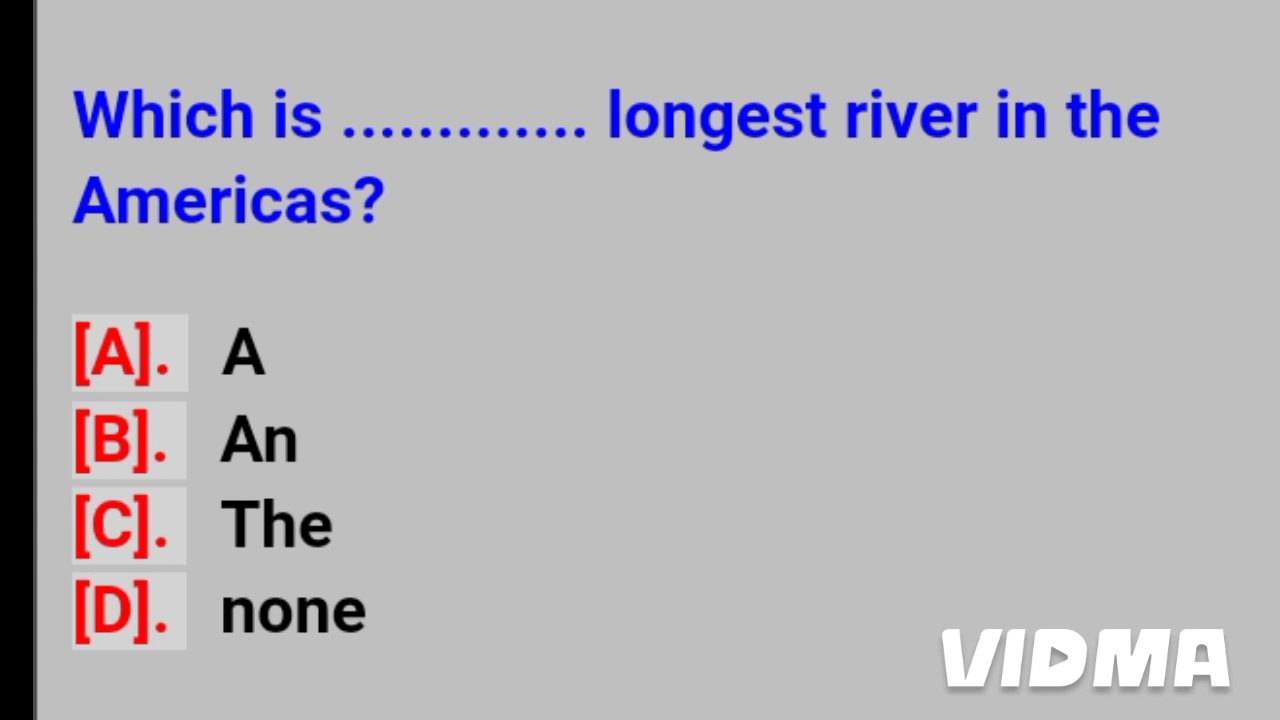 Which is ............. longest river in the
Americas?
[A]. A
[B]. An
[C]. The
[D]. none
VIDMA